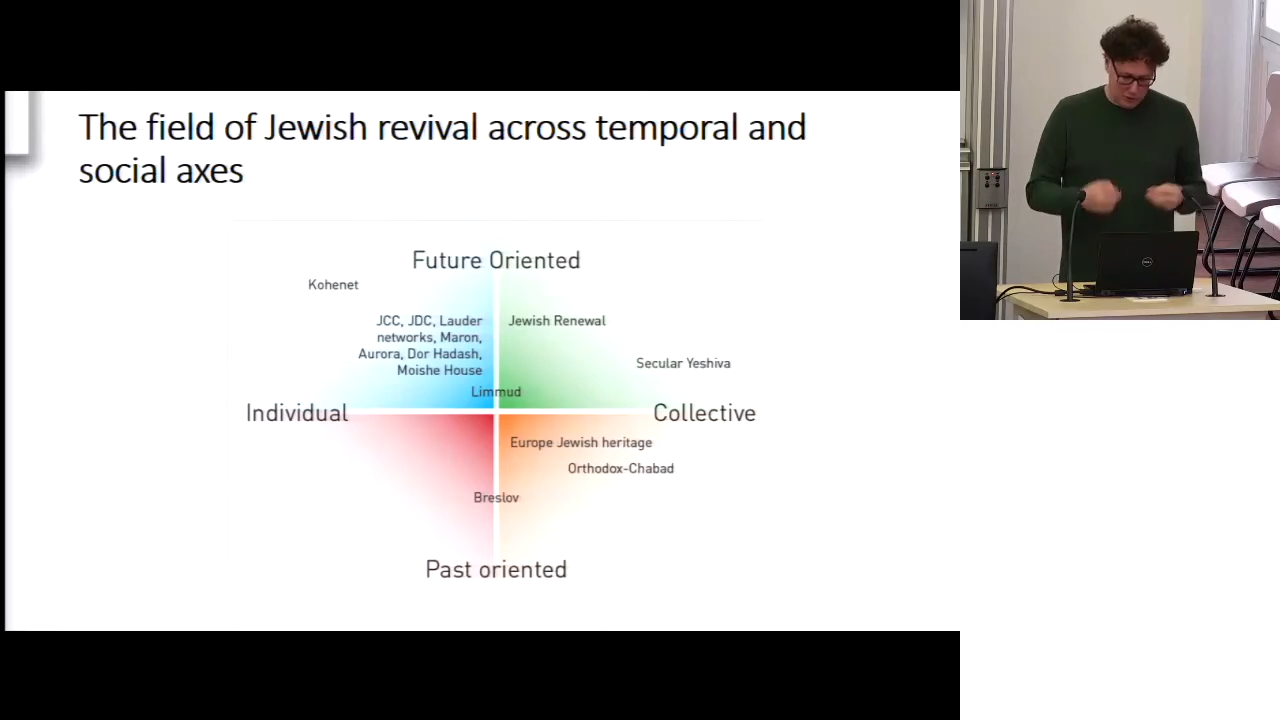 The field of Jewish revival across temporal and
social axes
Future Oriented
Kohenet
JCC, JDC, Lauder
networks, Maron,
Aurora, Dor Hadash,
Moishe House
Jewish Renewal
Secular Yeshiva
Limmud
Individual
Collective
Europe Jewish heritage
Orthodox-Chabad
Breslov
Past oriented
DELL